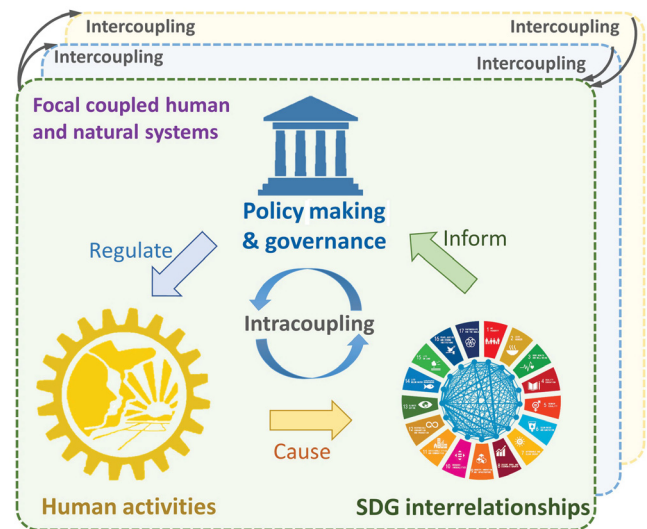 Intercoupling
Intercoupling
Intercoupling
Intercoupling
Focal coupled human
and natural systems
Policy making
& governance
Regulate
Inform
Intracoupling
Cause
Human activities
SDG interrelationships